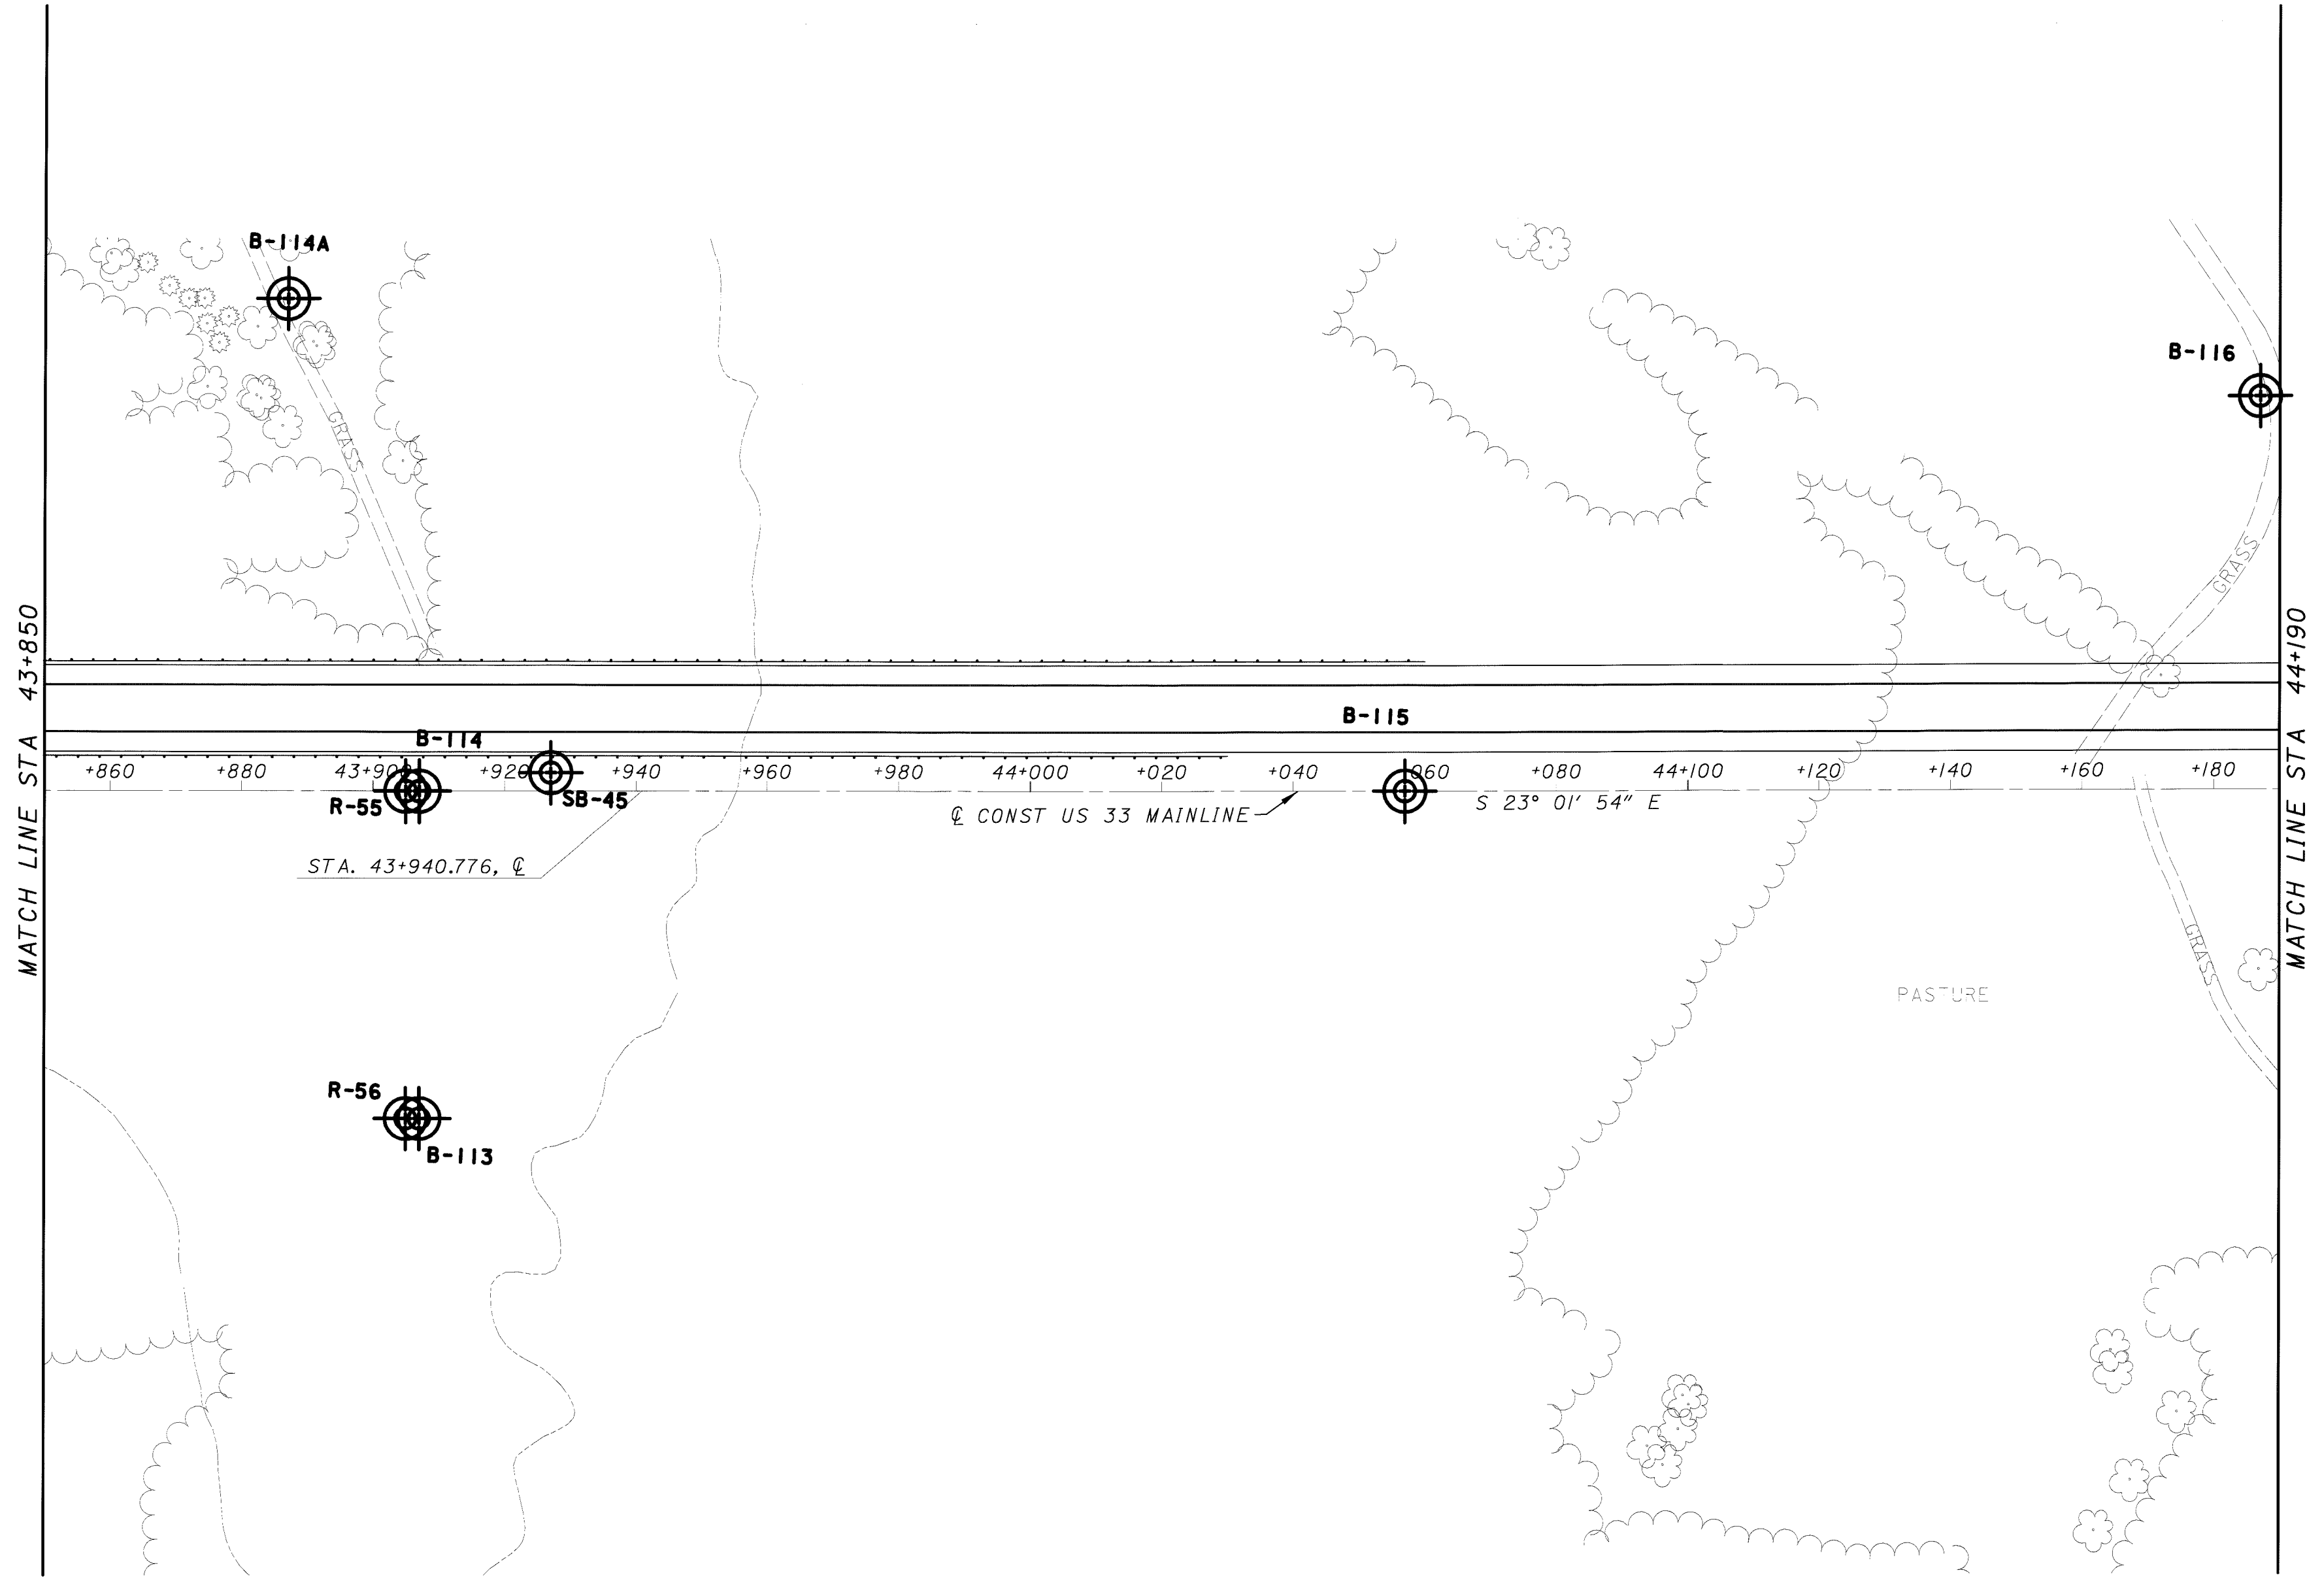 B-114A
B-116
GRASS
GRASS
MATCH LINE STA 43+850
MATCH LINE STA 44+190
B-115
B-114
+860
+880
43+900
+920
+940
+960
+980
44+000
+020
+040
+060
+080
44+100
+120
+140
+160
+180
R-55
SB-45
℄ CONST US 33 MAINLINE
S 23° 01' 54" E
STA. 43+940.776, ℄
GRASS
PASTURE
R-56
B-113